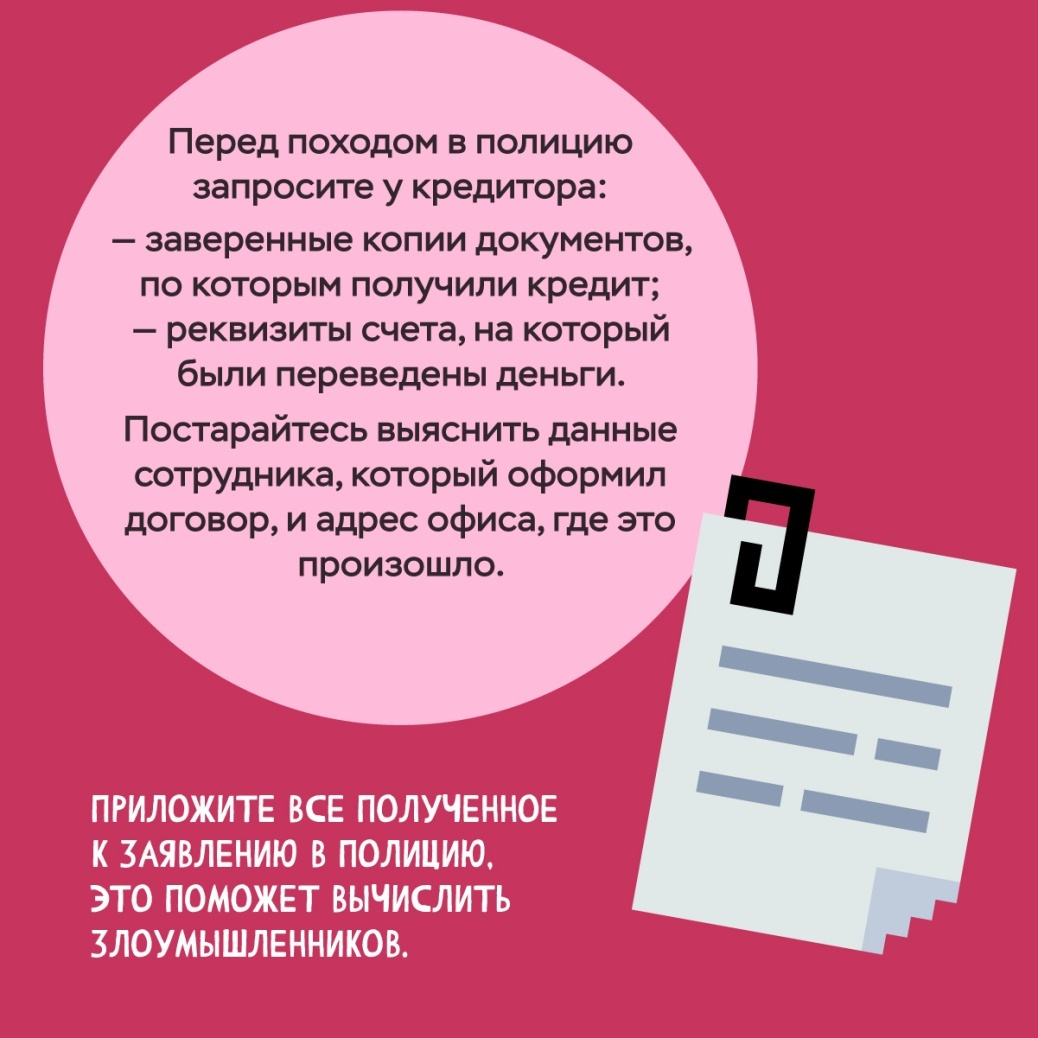 Перед походом в полицию
запросите у кредитора:
— заверенные копии документов,
по которым получили кредит;
— реквизиты счета, на который
были переведены деньги.
Постарайтесь выяснить данные
сотрудника, который оформил
договор, и адрес офиса, где это
произошло.
ПРИЛОЖИТЕ ВСЕ ПОЛУЧЕННОЕ
К ЗАЯВЛЕНИЮ В ПОЛИЦИЮ,
ЭТО ПОМОЖЕТ ВЫЧИСЛИТЬ
ЗЛОУМЫШЛЕННИКОВ.